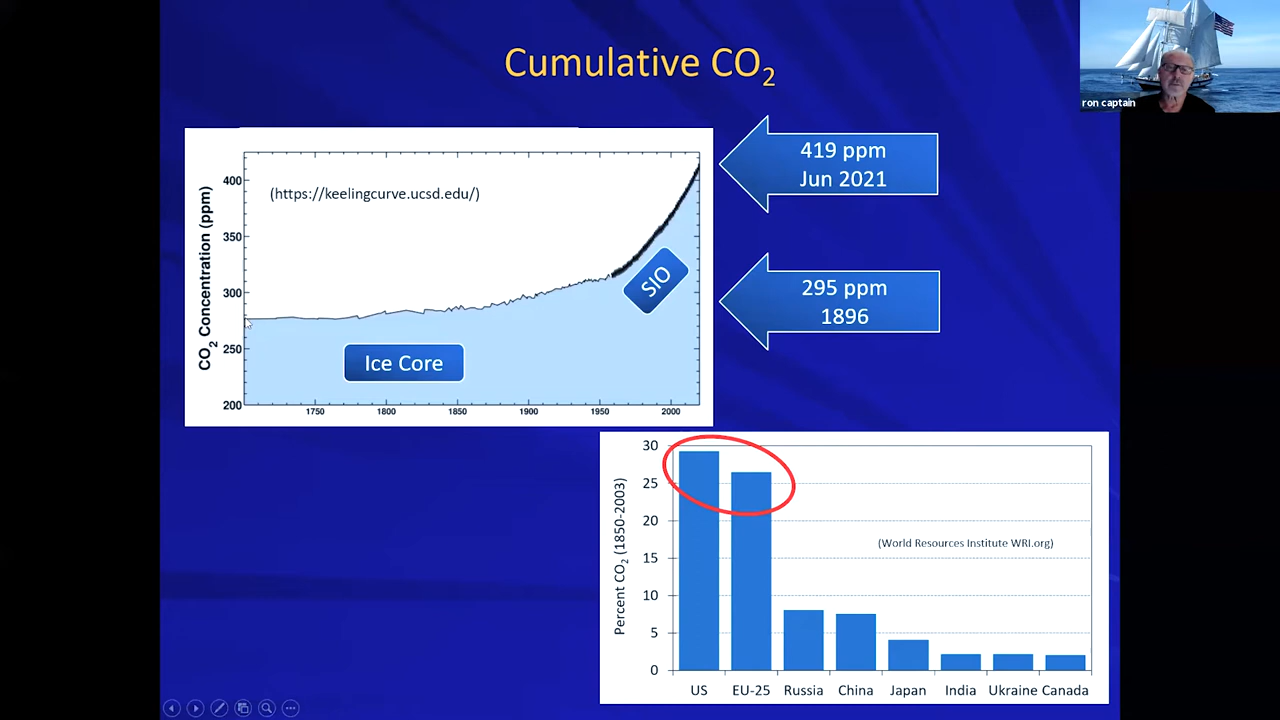 Cumulative CO2
ron captain
419 ppm
Jun 2021
295 ppm
1896
CO2 Concentration (ppm)
400
350
300
250
200
(https://keelingcurve.ucsd.edu/)
SIO
Ice Core
1750 1800 1850 1900 1950 2000
Percent CO2 (1850-2003)
30
25
20
15
10
5
0
(World Resources Institute WRI.org)
US EU-25 Russia China Japan India Ukraine Canada